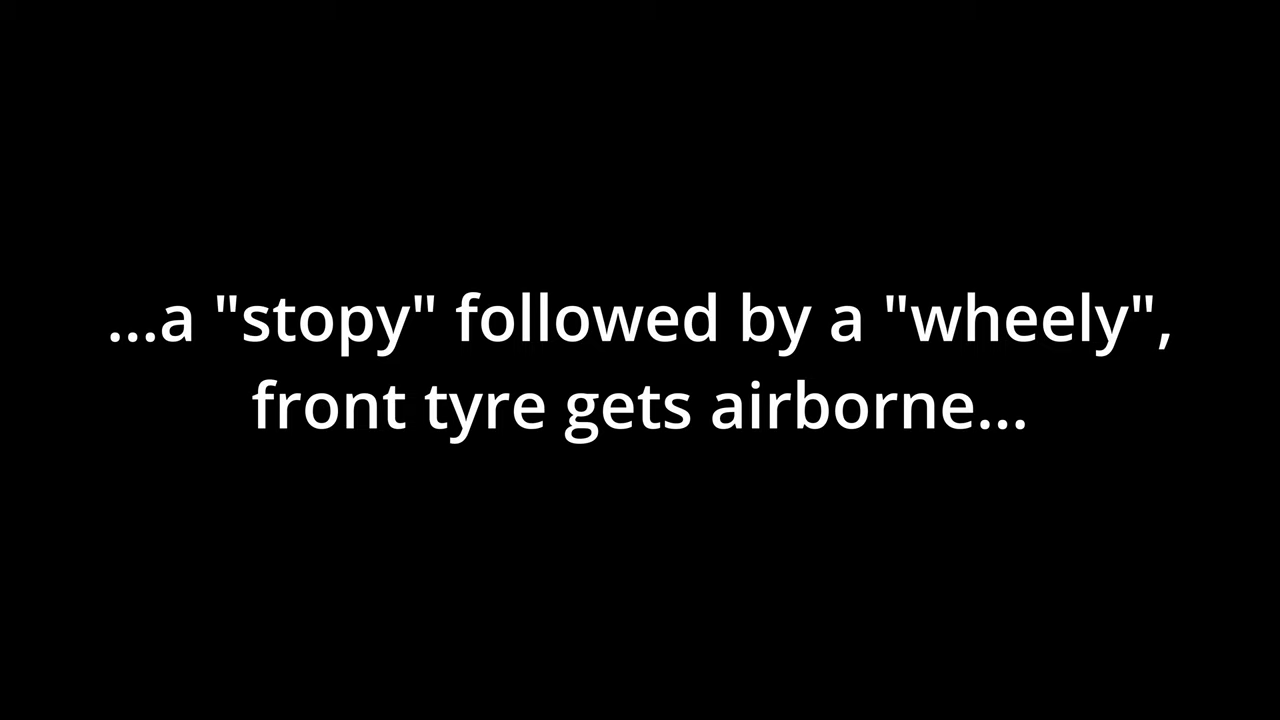 ...a "stopy" followed by a "wheely",
front tyre gets airborne...